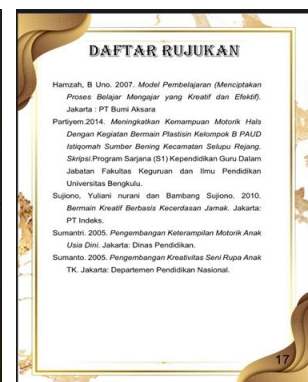 DAFTAR RUJUKAN
Hamzah, B Uno. 2007. Model Pembelajaran (Menciptakan
Proses Belajar Mengajar yang Kreatif dan Efektif).
Jakarta : PT Bumi Aksara
Partiyem.2014. Meningkatkan Kemampuan Motorik Hals
Dengan Kegiatan Bermain Plastisin Kelompok B PAUD
Istiqomah Sumber Bening Kecamatan Selupu Rejang.
Skripsi.Program Sarjana (S1) Kependidikan Guru Dalam
Jabatan Fakultas Keguruan dan Ilmu Pendidikan
Universitas Bengkulu.
Sujiono, Yuliani nurani dan Bambang Sujiono. 2010.
Bermain Kreatif Berbasis Kecerdasan Jamak. Jakarta:
PT Indeks.
Sumantri. 2005. Pengembangan Keterampilan Motorik Anak
Usia Dini. Jakarta: Dinas Pendidikan.
Sumanto. 2005. Pengembangan Kreativitas Seni Rupa Anak
TK. Jakarta: Departemen Pendidikan Nasional.
17